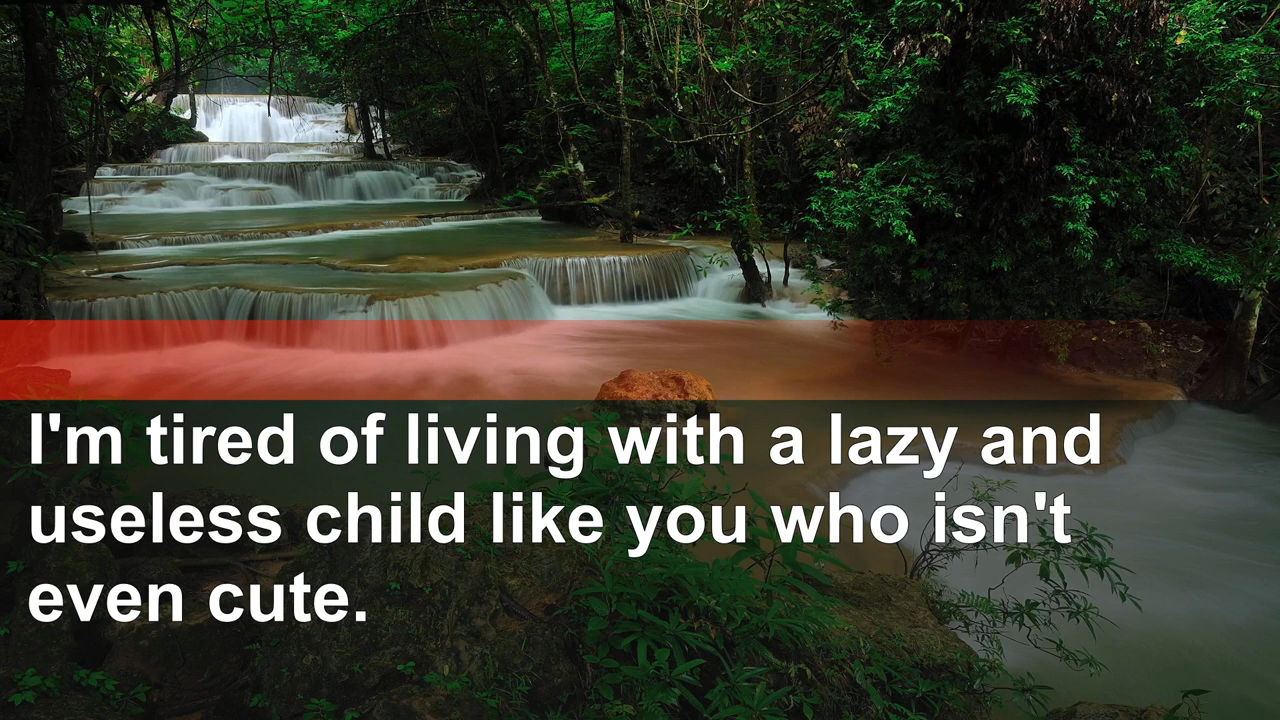 I'm tired of living with a lazy and
useless child like you who isn't
even cute.